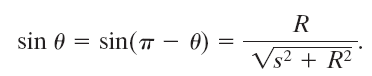 sin θ = sin(π − θ) = R / √(s² + R²).